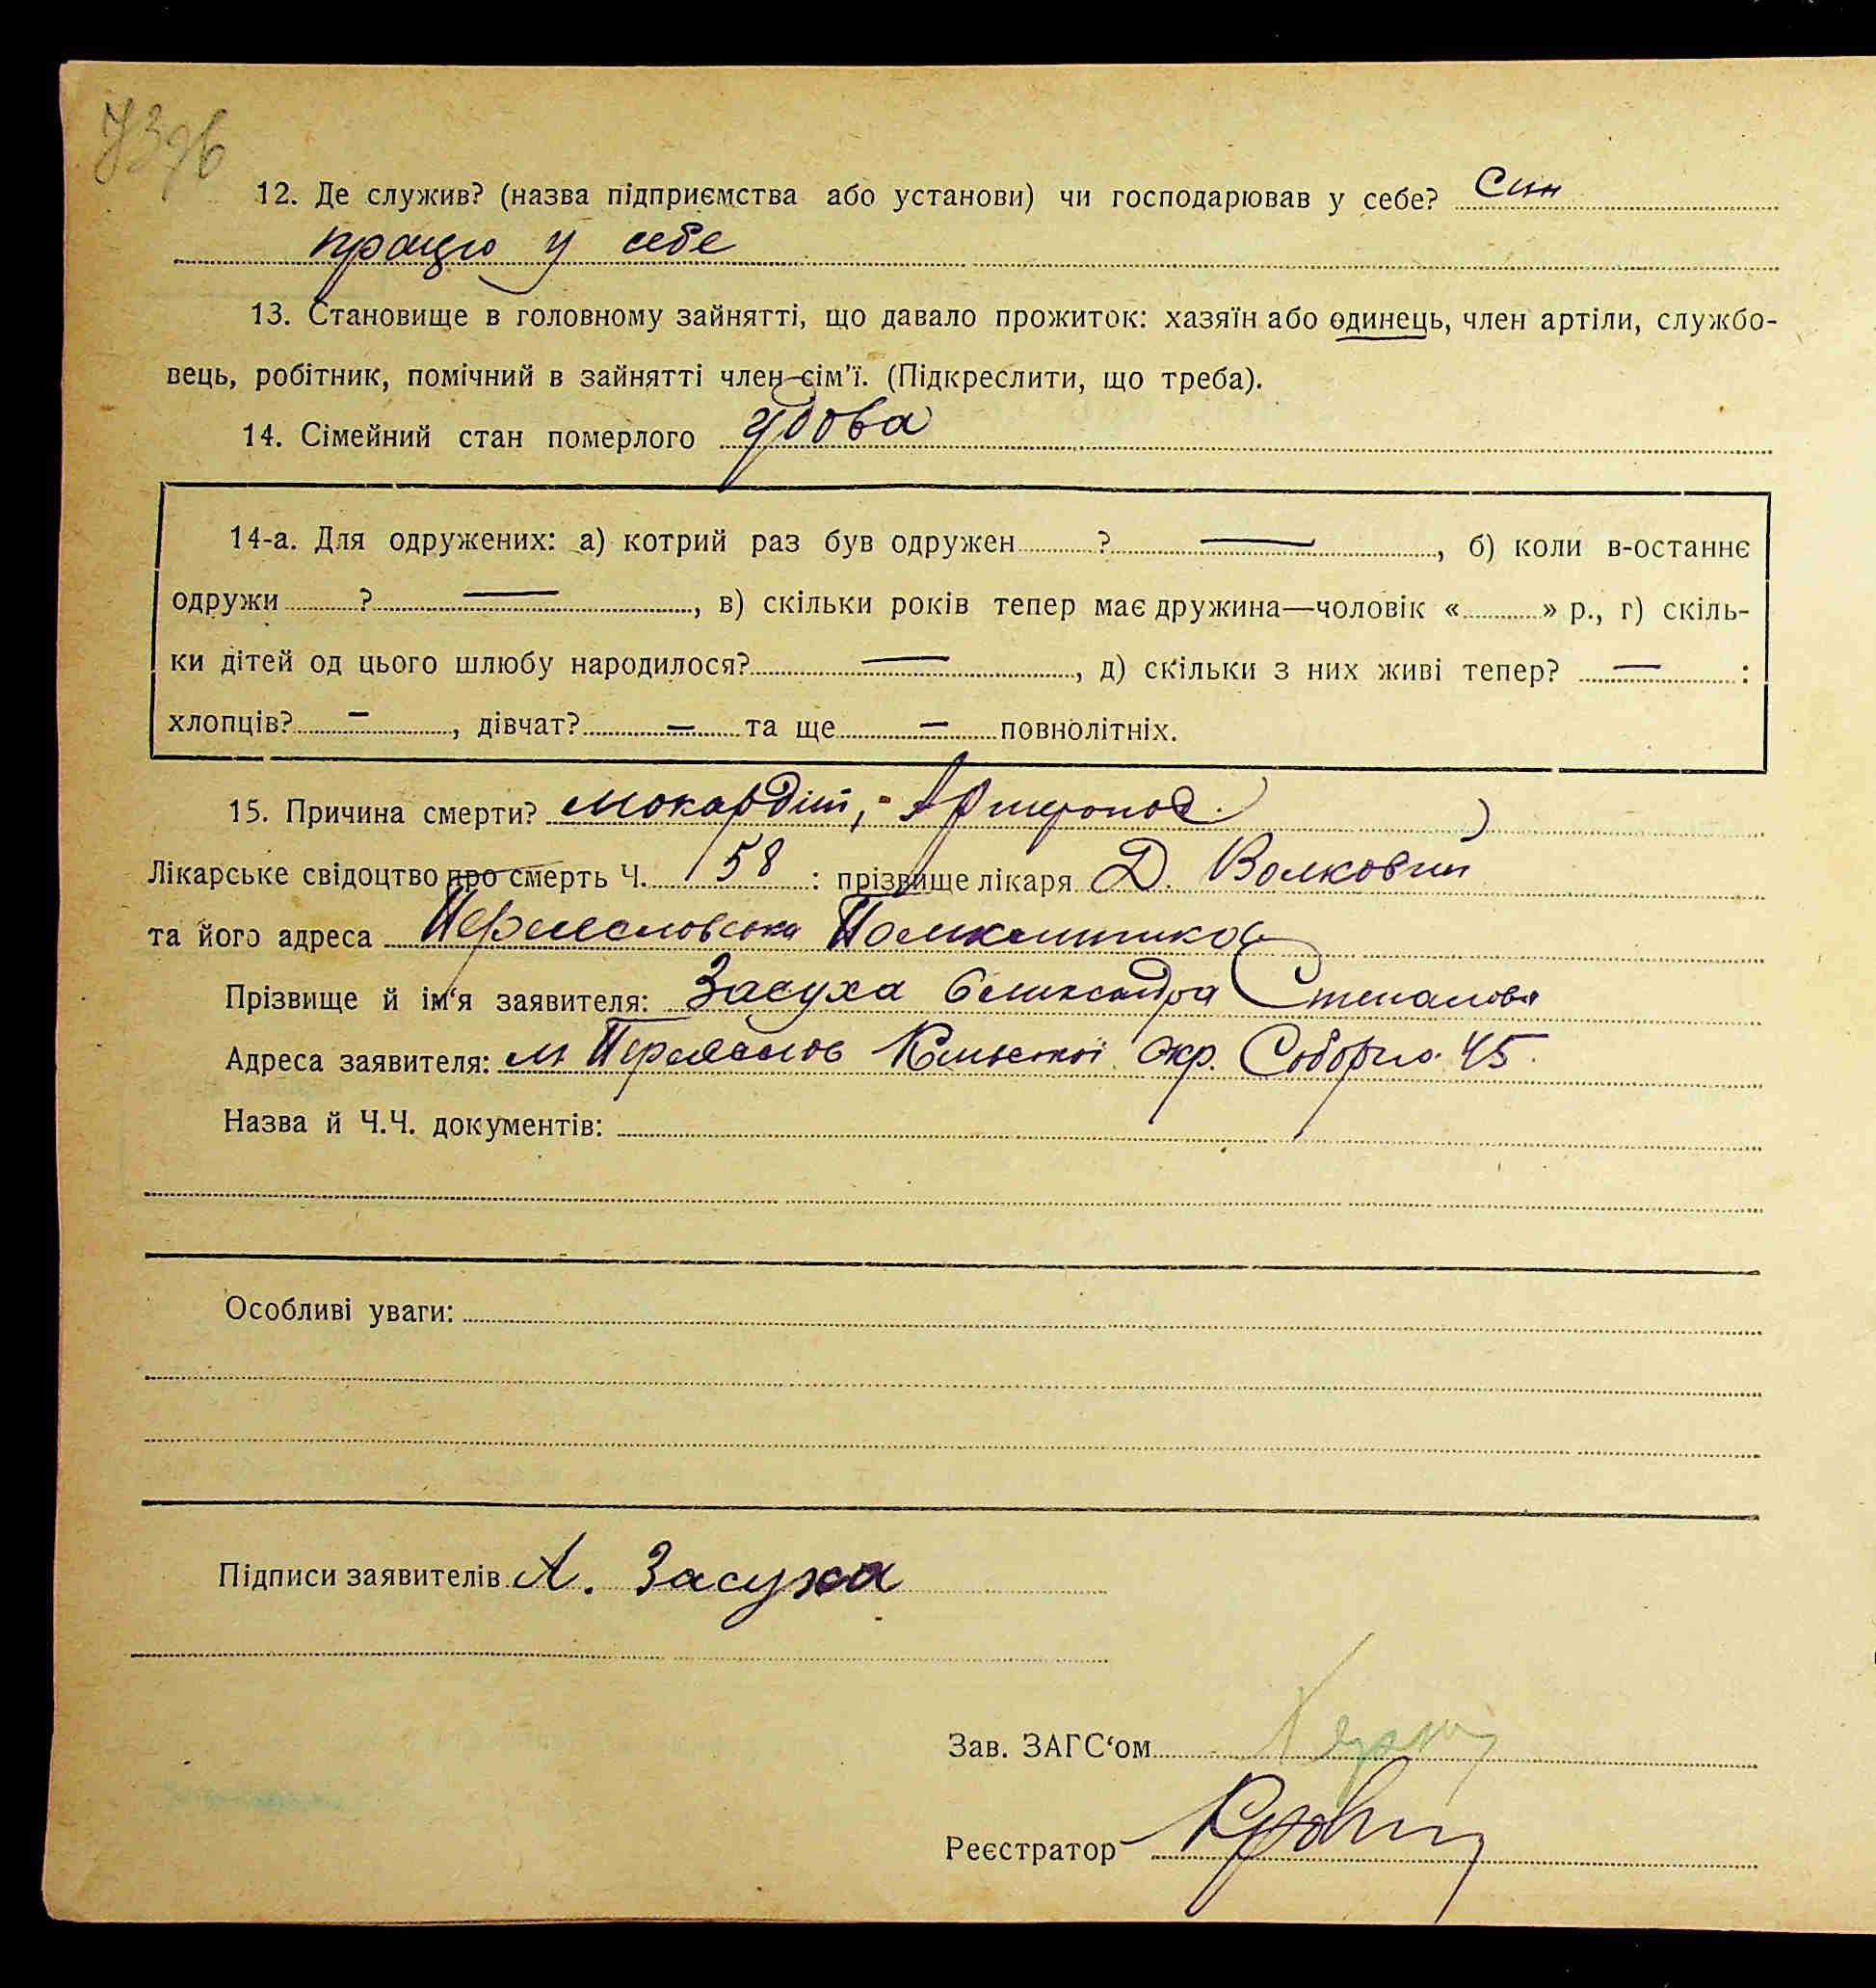 12. Де служив? (назва підприємства або установи) чи господарював у себе? Син
працю у себе
13. Становище в головному зайнятті, що давало прожиток: хазяїн або одинець, член артіли, службо-
вець, робітник, помічний в зайнятті член сім'ї. (Підкреслити, що треба).
14. Сімейний стан померлого удова
14-а. Для одружених: а) котрий раз був одружен ? —, б) коли в-останнє
одружи ? —, в) скільки років тепер має дружина—чоловік « » р., г) скіль-
ки дітей од цього шлюбу народилося? —, д) скільки з них живі тепер? — :
хлопців? —, дівчат? — та ще — повнолітніх.
15. Причина смерти? Мокардіт,
Лікарське свідоцтво про смерть Ч. 158 : прізвище лікаря Д.
та його адреса
Прізвище й ім'я заявителя: Засуха Степанова
Адреса заявителя: м Переяслов Київської Окр. Соборна 45.
Назва й Ч.Ч. документів:
Особливі уваги:
Підписи заявителів А. Засуха
Зав. ЗАГС'ом
Реєстратор